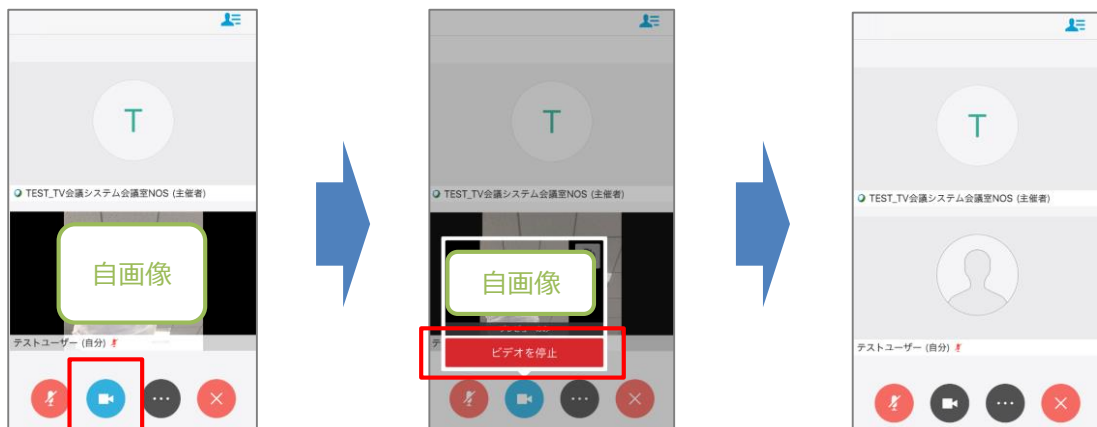 T
TEST_TV会議システム会議室NOS (主催者)
自画像
テストユーザー (自分)
T
TEST_TV会議システム会議室NOS (主催者)
自画像
ビデオを停止
T
TEST_TV会議システム会議室NOS (主催者)
テストユーザー (自分)